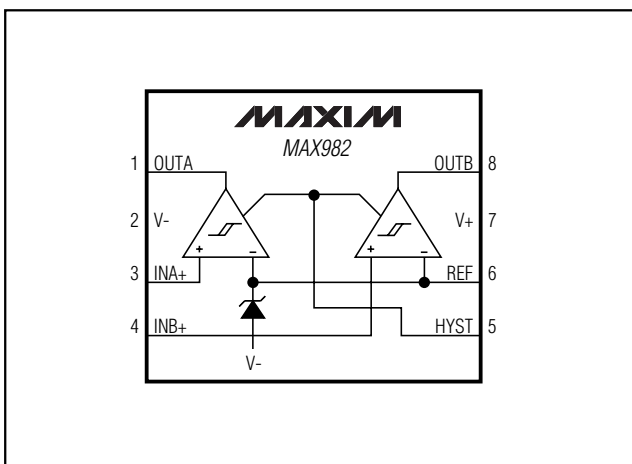 MAXIM
MAX982
1 OUTA OUTB 8
2 V- V+ 7
+ - + -
3 INA+ REF 6
4 INB+ HYST 5
V-